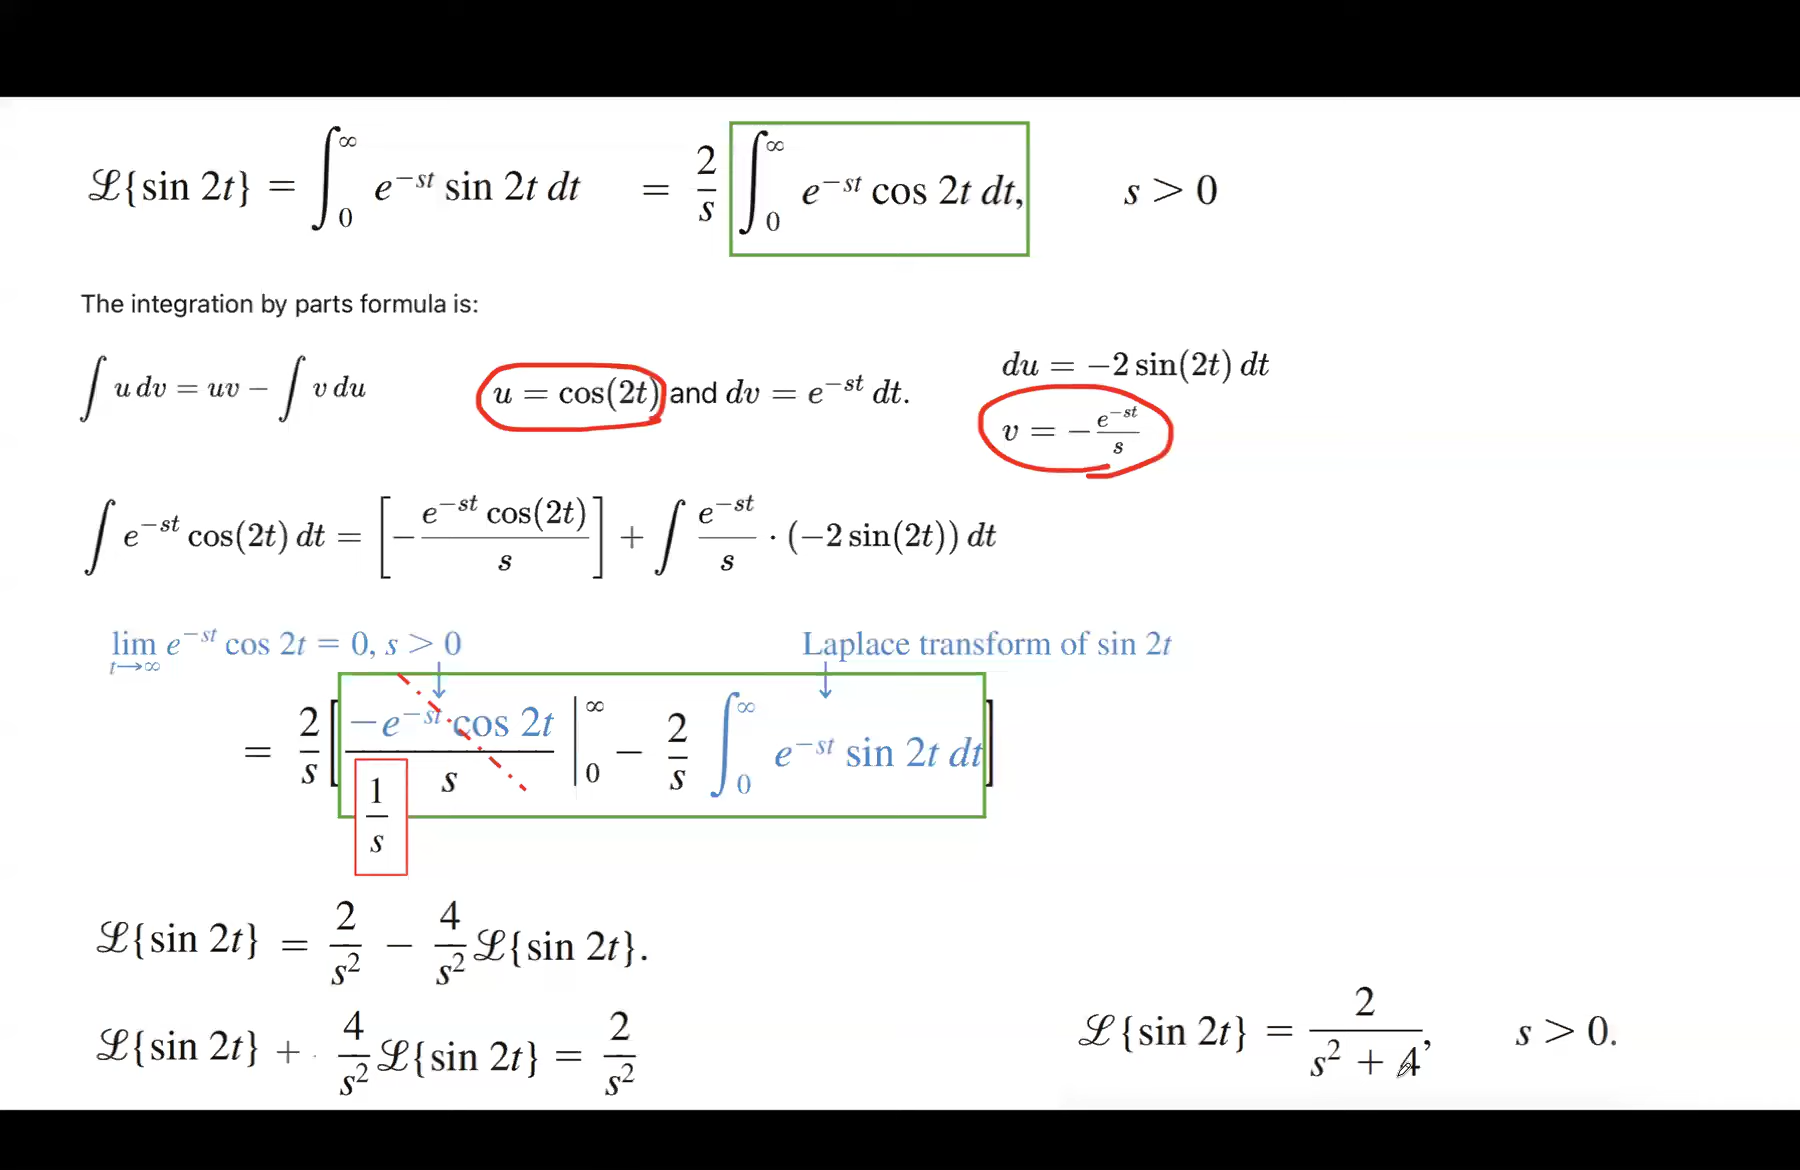 ℒ{sin 2t} = ∫₀^∞ e^{-st} sin 2t dt = 2/s ∫₀^∞ e^{-st} cos 2t dt, s > 0
The integration by parts formula is:
∫ u dv = uv − ∫ v du u = cos(2t) and dv = e^{-st} dt. du = −2 sin(2t) dt
v = − e^{-st}/s
∫ e^{-st} cos(2t) dt = [− e^{-st} cos(2t)/s] + ∫ e^{-st}/s · (−2 sin(2t)) dt
lim_{t→∞} e^{-st} cos 2t = 0, s > 0 Laplace transform of sin 2t
= 2/s [ −e^{-st} cos 2t / s |₀^∞ − 2/s ∫₀^∞ e^{-st} sin 2t dt ]
1/s
ℒ{sin 2t} = 2/s² − 4/s² ℒ{sin 2t}.
ℒ{sin 2t} + 4/s² ℒ{sin 2t} = 2/s²
ℒ{sin 2t} = 2/(s² + 4), s > 0.